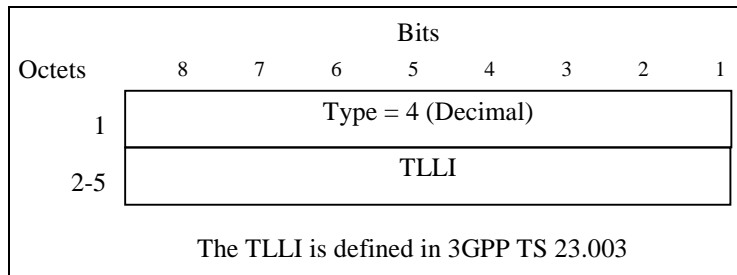 Bits
Octets 8 7 6 5 4 3 2 1
1 Type = 4 (Decimal)
2-5 TLLI
The TLLI is defined in 3GPP TS 23.003